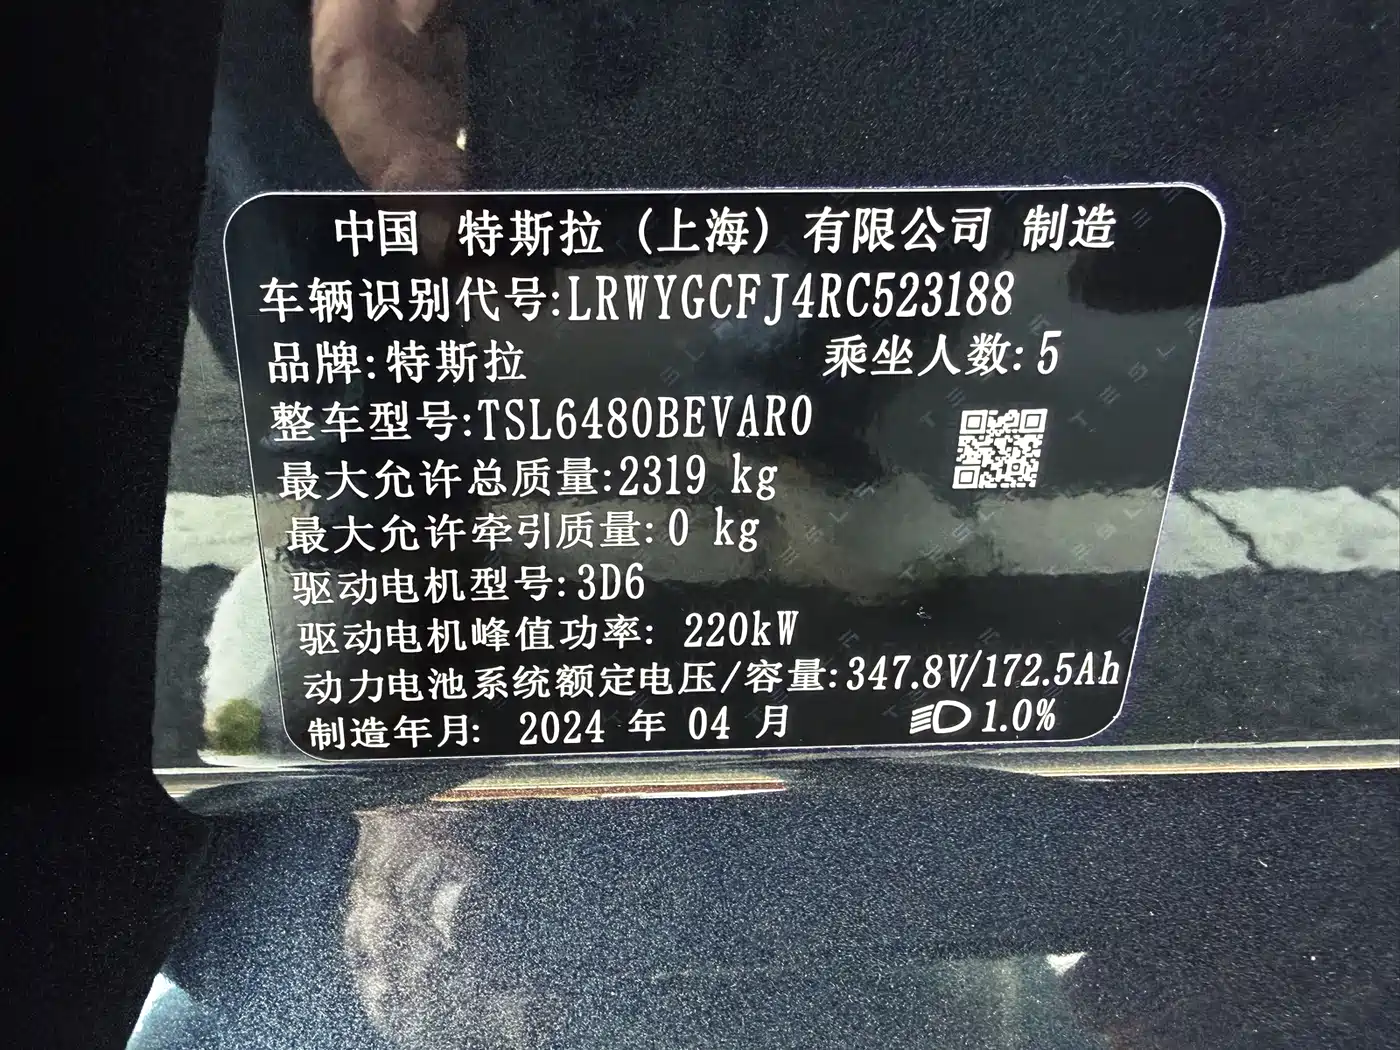 中国 特斯拉（上海）有限公司 制造
车辆识别代号:LRWYGCFJ4RC523188
品牌:特斯拉 乘坐人数:5
整车型号:TSL6480BEVAR0
最大允许总质量:2319 kg
最大允许牵引质量:0 kg
驱动电机型号:3D6
驱动电机峰值功率: 220kW
动力电池系统额定电压/容量:347.8V/172.5Ah
制造年月: 2024 年 04 月 1.0%